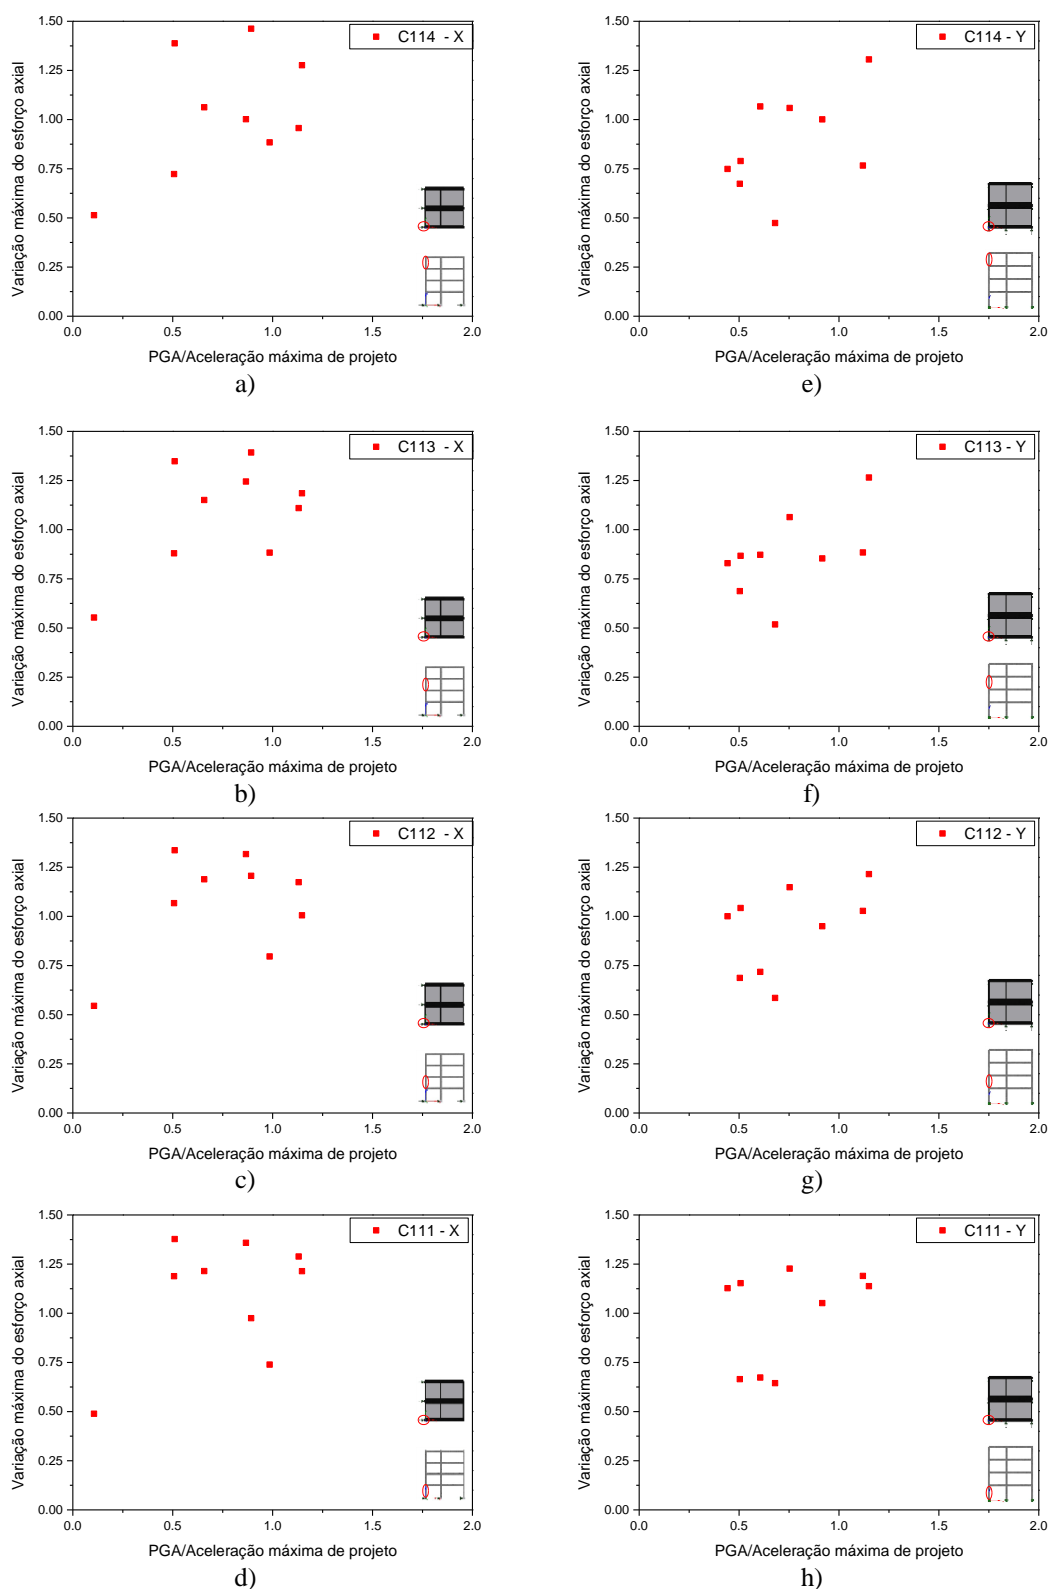 1.50
1.25
1.00
0.75
0.50
0.25
0.00
Variação máxima do esforço axial
C114 - X
0.0 0.5 1.0 1.5 2.0
PGA/Aceleração máxima de projeto
a)
1.50
1.25
1.00
0.75
0.50
0.25
0.00
Variação máxima do esforço axial
C114 - Y
0.0 0.5 1.0 1.5 2.0
PGA/Aceleração máxima de projeto
e)
1.50
1.25
1.00
0.75
0.50
0.25
0.00
Variação máxima do esforço axial
C113 - X
0.0 0.5 1.0 1.5 2.0
PGA/Aceleração máxima de projeto
b)
1.50
1.25
1.00
0.75
0.50
0.25
0.00
Variação máxima do esforço axial
C113 - Y
0.0 0.5 1.0 1.5 2.0
PGA/Aceleração máxima de projeto
f)
1.50
1.25
1.00
0.75
0.50
0.25
0.00
Variação máxima do esforço axial
C112 - X
0.0 0.5 1.0 1.5 2.0
PGA/Aceleração máxima de projeto
c)
1.50
1.25
1.00
0.75
0.50
0.25
0.00
Variação máxima do esforço axial
C112 - Y
0.0 0.5 1.0 1.5 2.0
PGA/Aceleração máxima de projeto
g)
1.50
1.25
1.00
0.75
0.50
0.25
0.00
Variação máxima do esforço axial
C111 - X
0.0 0.5 1.0 1.5 2.0
PGA/Aceleração máxima de projeto
d)
1.50
1.25
1.00
0.75
0.50
0.25
0.00
Variação máxima do esforço axial
C111 - Y
0.0 0.5 1.0 1.5 2.0
PGA/Aceleração máxima de projeto
h)